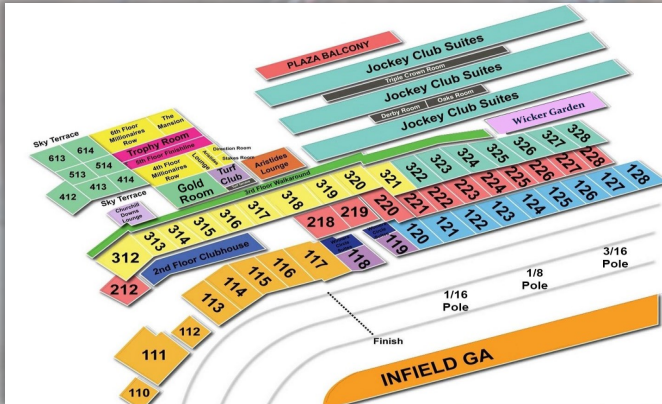 PLAZA BALCONY
Jockey Club Suites
Triple Crown Room
Jockey Club Suites
Derby Room
Oaks Room
Jockey Club Suites
Wicker Garden
Sky Terrace
613
614
513
514
412
413
414
6th Floor
Millionaires
Row
The
Mansion
Trophy Room
5th Floor Finishline
4th Floor
Millionaires
Row
Aristides
Lounge
Stakes Room
Turf
Club
Gold
Room
Aristides
Lounge
Sky Terrace
Churchill
Downs
Lounge
3rd Floor Walkaround
312
313
314
315
316
317
318
319
320
321
322
323
324
325
326
327
328
212
2nd Floor Clubhouse
218
219
220
221
222
223
224
225
226
227
228
110
111
112
113
114
115
116
117
118
119
120
121
122
123
124
125
126
127
128
Finish
1/16
Pole
1/8
Pole
3/16
Pole
INFIELD GA